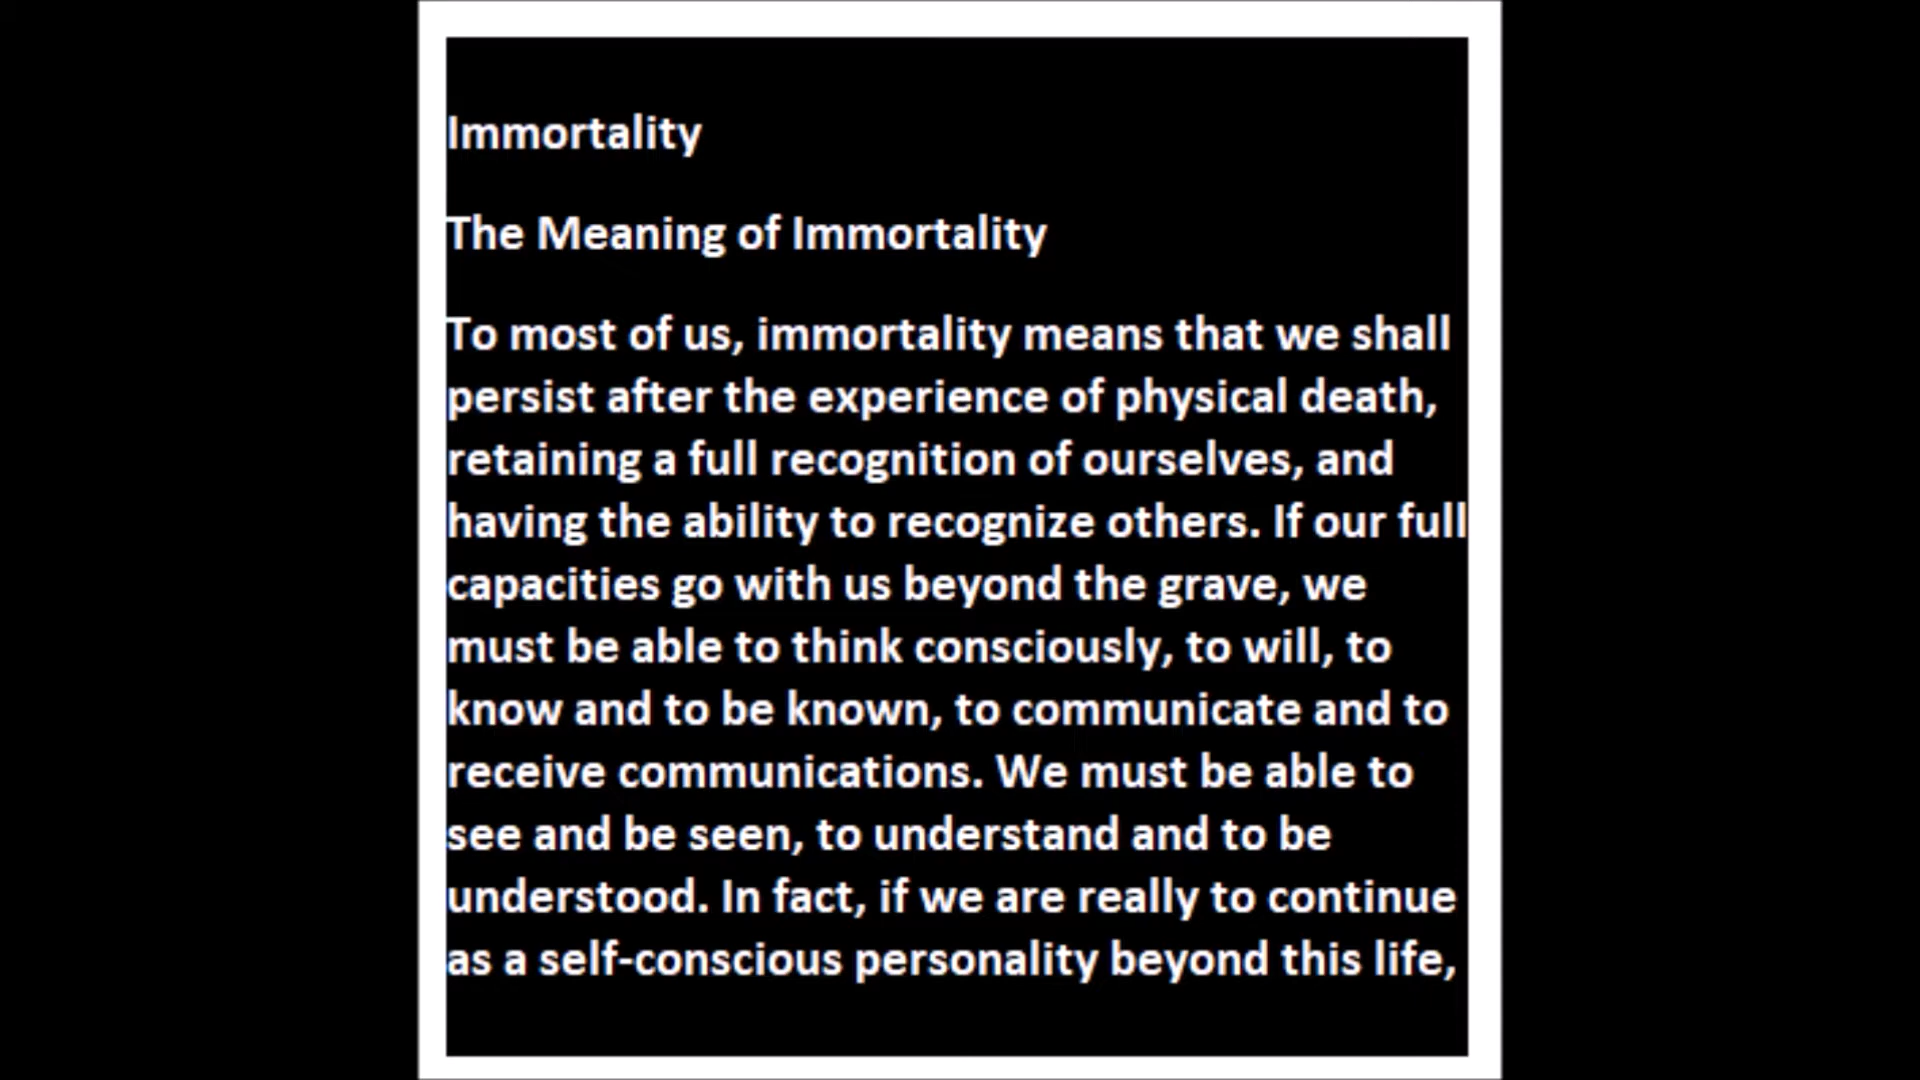 Immortality
The Meaning of Immortality
To most of us, immortality means that we shall
persist after the experience of physical death,
retaining a full recognition of ourselves, and
having the ability to recognize others. If our full
capacities go with us beyond the grave, we
must be able to think consciously, to will, to
know and to be known, to communicate and to
receive communications. We must be able to
see and be seen, to understand and to be
understood. In fact, if we are really to continue
as a self-conscious personality beyond this life,